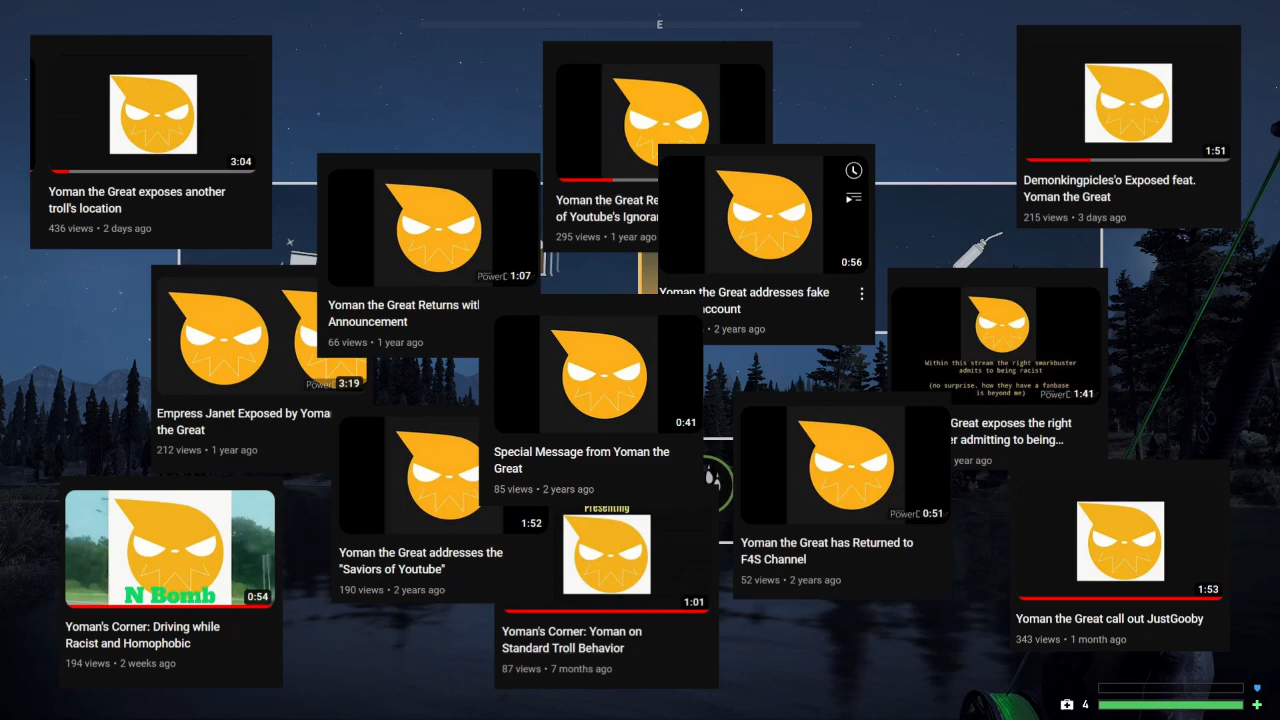 E
3:04
Yoman the Great exposes another
troll's location
436 views • 2 days ago
Yoman the Great Re
of Youtube's Ignorar
295 views • 1 year ago
1:51
Demonkingpicles'o Exposed feat.
Yoman the Great
215 views • 3 days ago
PowerD 1:07
Yoman the Great Returns with
Announcement
66 views • 1 year ago
0:56
Yoman the Great addresses fake
account
• 2 years ago
PowerD 3:19
Empress Janet Exposed by Yoma
the Great
212 views • 1 year ago
0:41
Special Message from Yoman the
Great
85 views • 2 years ago
Within this stream the right smarkbuster
admits to being racist
(no surprise, how they have a fanbase
is beyond me)
PowerD 1:41
Great exposes the right
er admitting to being...
year ago
1:52
Yoman the Great addresses the
"Saviors of Youtube"
190 views • 2 years ago
PowerD 0:51
Yoman the Great has Returned to
F4S Channel
52 views • 2 years ago
N Bomb
0:54
Yoman's Corner: Driving while
Racist and Homophobic
194 views • 2 weeks ago
Presenting
1:01
Yoman's Corner: Yoman on
Standard Troll Behavior
87 views • 7 months ago
1:53
Yoman the Great call out JustGooby
343 views • 1 month ago
4